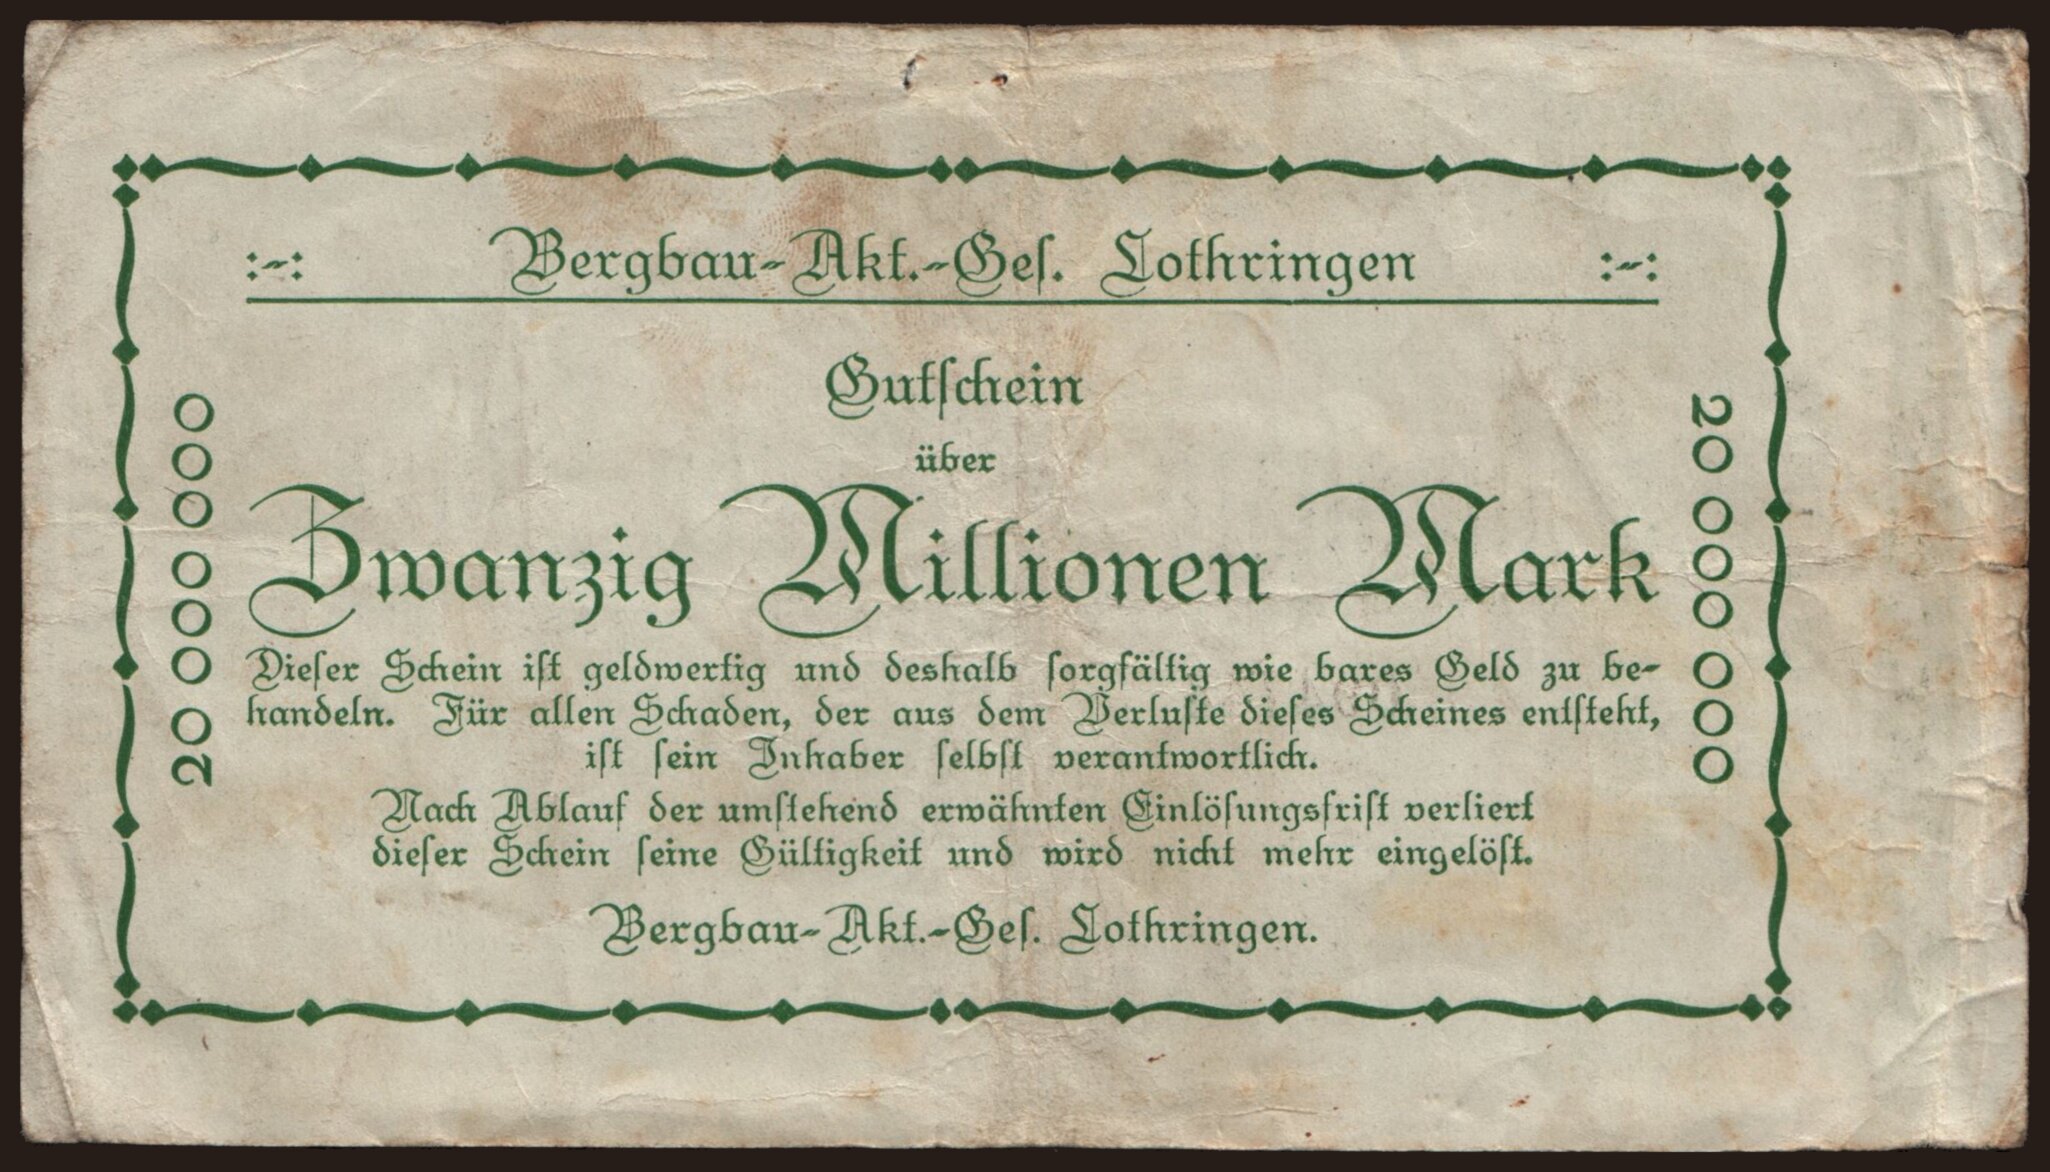 :-: Bergbau-Akt.-Gef. Lothringen :-:
Gutschein
über
Zwanzig Millionen Mark
20 000 000
20 000 000
Dieser Schein ist geldwertig und deshalb sorgfältig wie bares Geld zu be-
handeln. Für allen Schaden, der aus dem Verluste dieses Scheines entsteht,
ist sein Inhaber selbst verantwortlich.
Nach Ablauf der umstehend erwähnten Einlösungsfrist verliert
dieser Schein seine Gültigkeit und wird nicht mehr eingelöst.
Bergbau-Akt.-Ges. Lothringen.